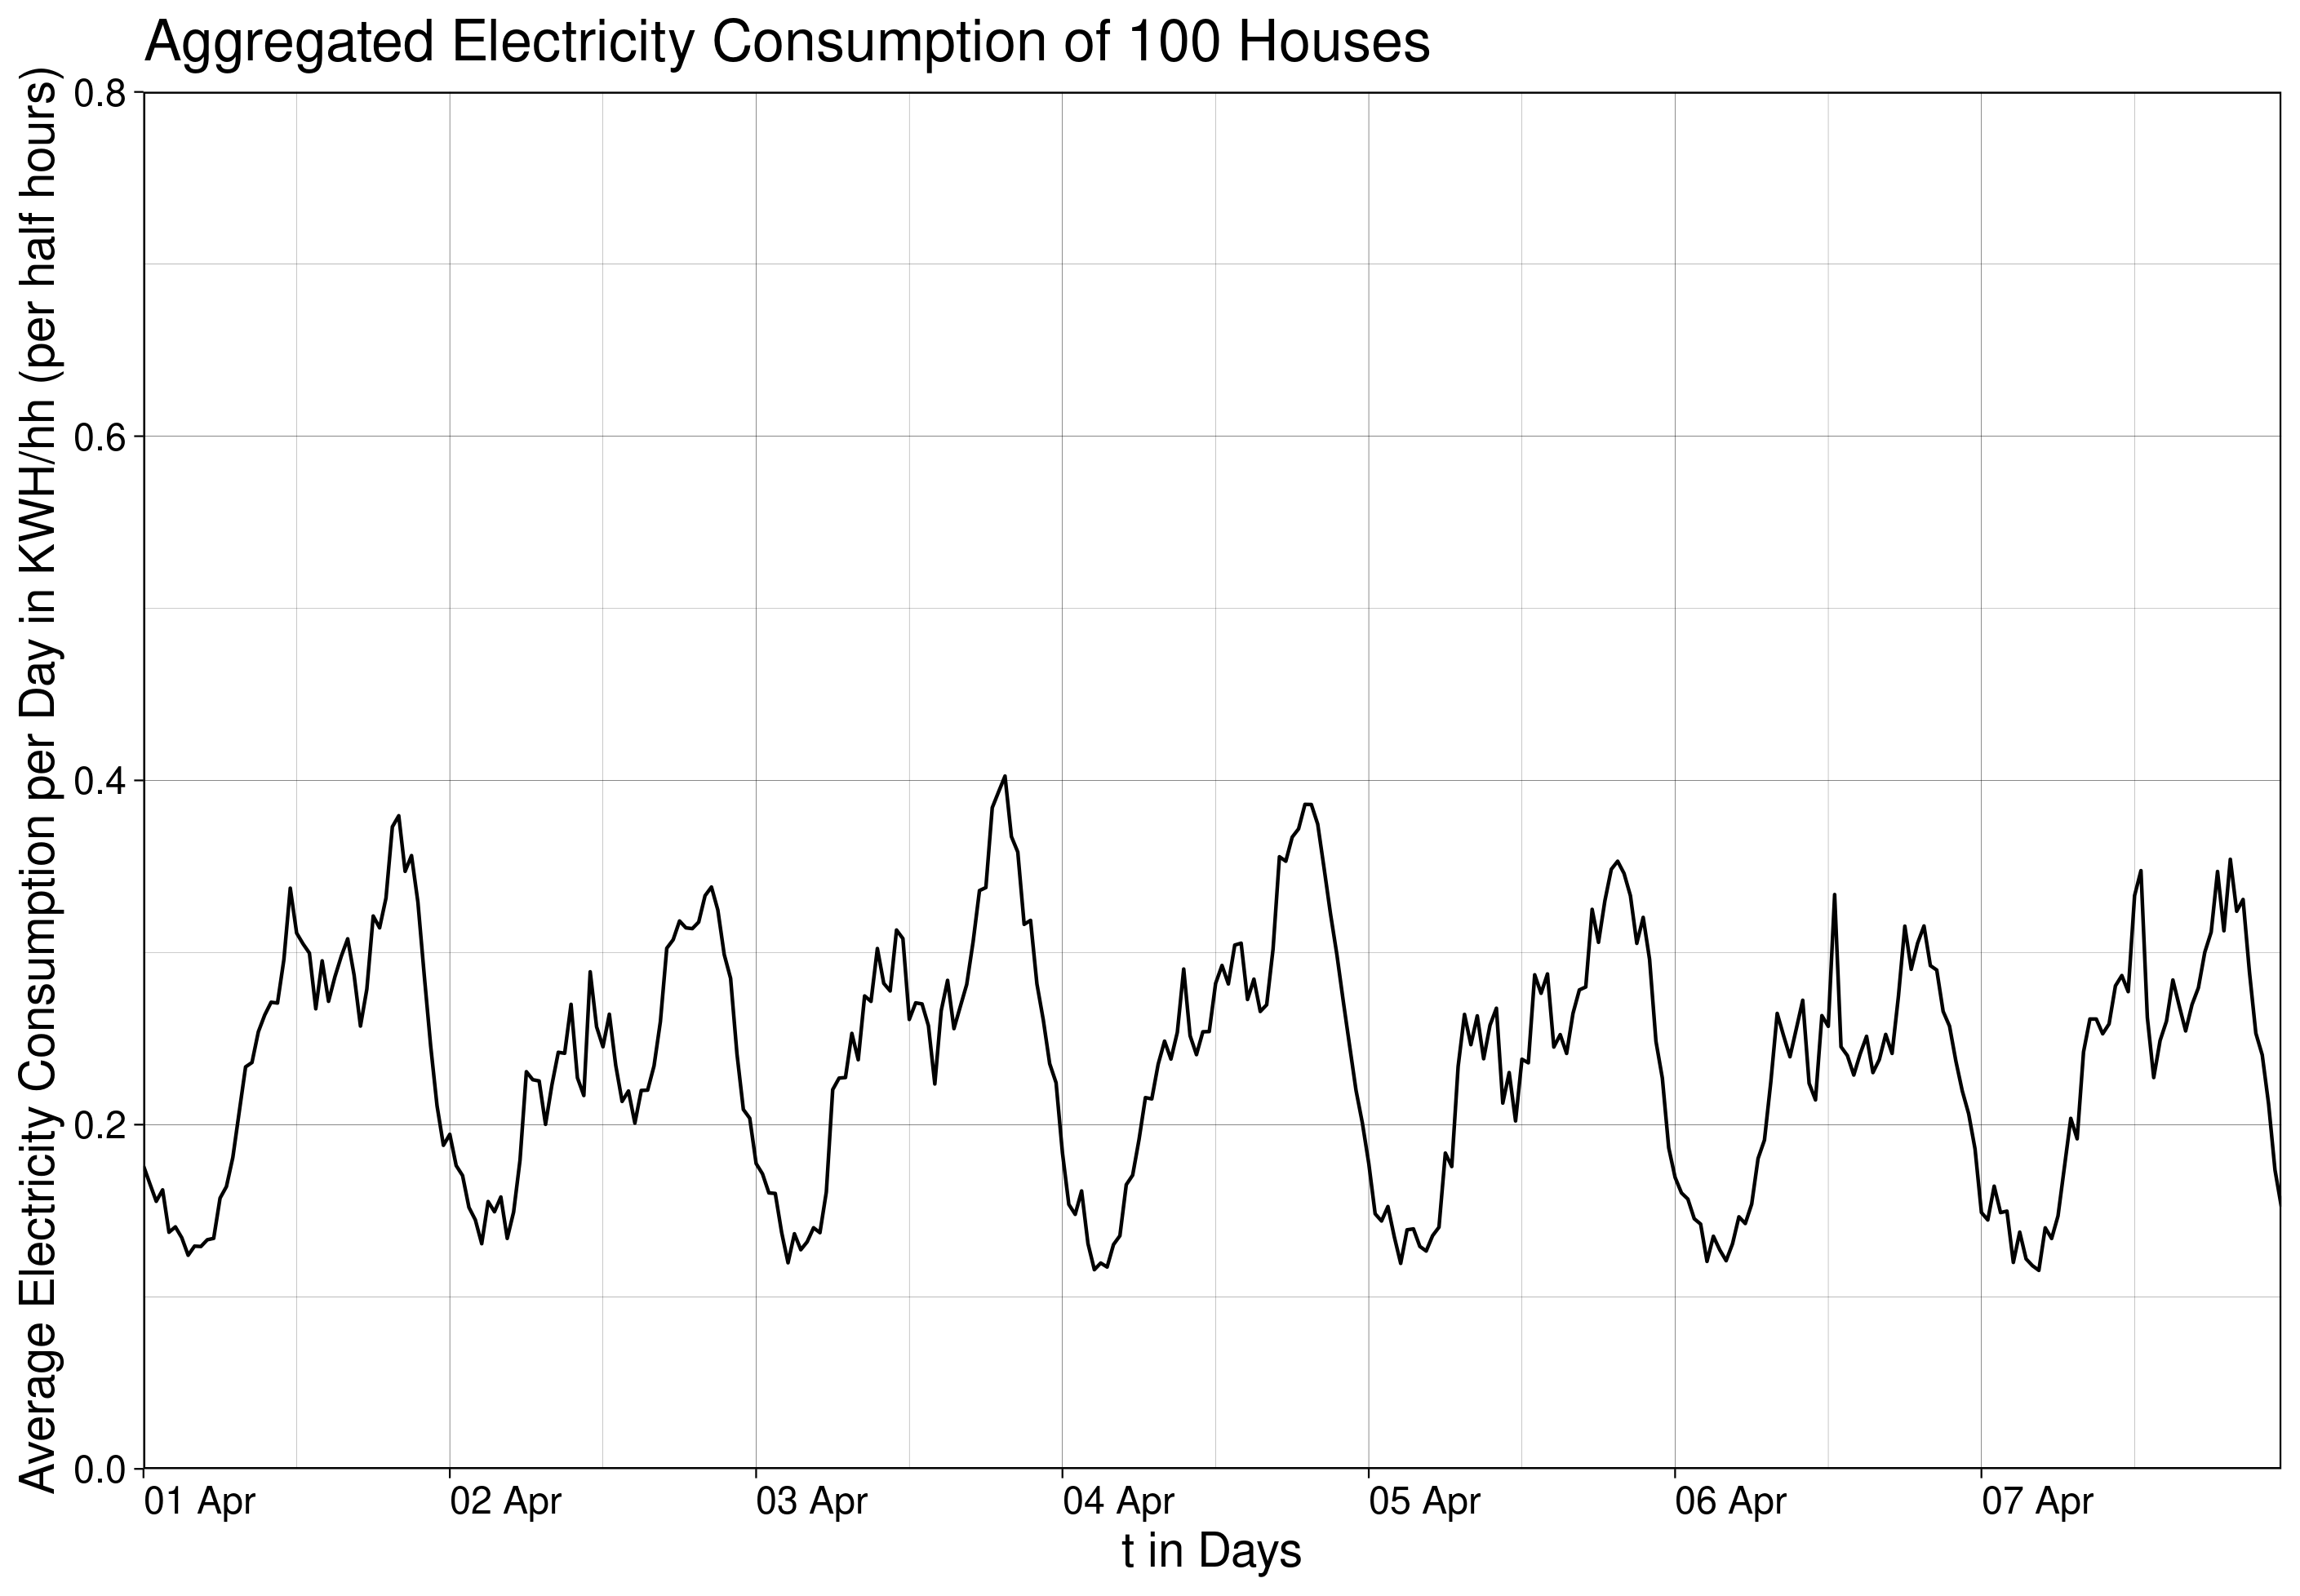 Aggregated Electricity Consumption of 100 Houses
Average Electricity Consumption per Day in KWH/hh (per half hours)
0.8
0.6
0.4
0.2
0.0
01 Apr 02 Apr 03 Apr 04 Apr 05 Apr 06 Apr 07 Apr
t in Days